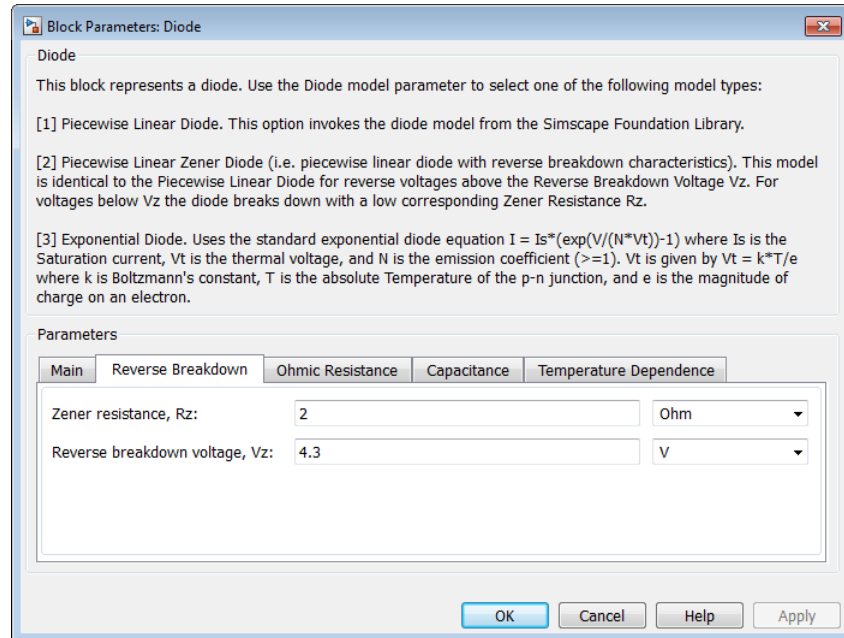 Block Parameters: Diode
Diode
This block represents a diode. Use the Diode model parameter to select one of the following model types:
[1] Piecewise Linear Diode. This option invokes the diode model from the Simscape Foundation Library.
[2] Piecewise Linear Zener Diode (i.e. piecewise linear diode with reverse breakdown characteristics). This model
is identical to the Piecewise Linear Diode for reverse voltages above the Reverse Breakdown Voltage Vz. For
voltages below Vz the diode breaks down with a low corresponding Zener Resistance Rz.
[3] Exponential Diode. Uses the standard exponential diode equation I = Is*(exp(V/(N*Vt))-1) where Is is the
Saturation current, Vt is the thermal voltage, and N is the emission coefficient (>=1). Vt is given by Vt = k*T/e
where k is Boltzmann's constant, T is the absolute Temperature of the p-n junction, and e is the magnitude of
charge on an electron.
Parameters
Main Reverse Breakdown Ohmic Resistance Capacitance Temperature Dependence
Zener resistance, Rz: 2 Ohm
Reverse breakdown voltage, Vz: 4.3 V
OK Cancel Help Apply